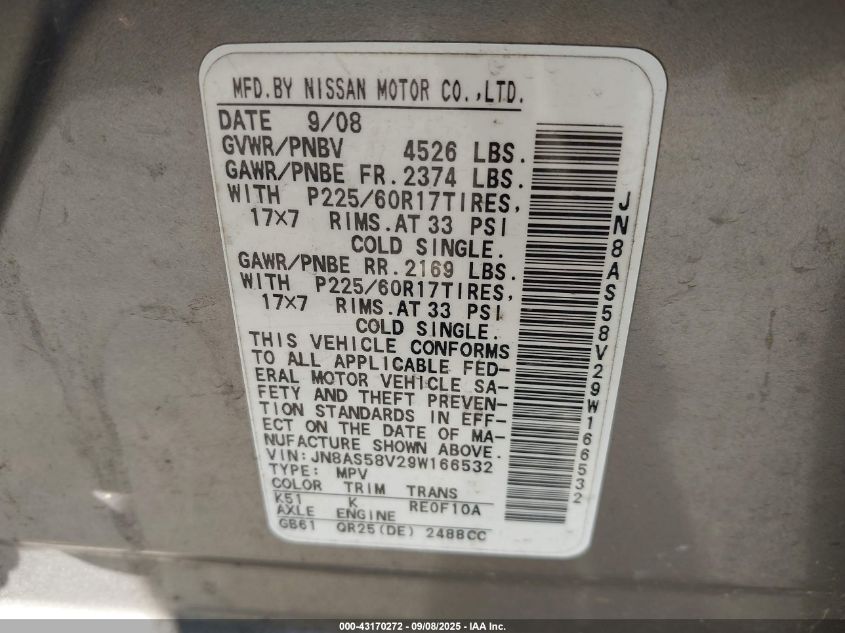 MFD.BY NISSAN MOTOR CO.,LTD.
DATE 9/08
GVWR/PNBV 4526 LBS.
GAWR/PNBE FR.2374 LBS.
WITH P225/60R17TIRES,
17×7 RIMS.AT 33 PSI
COLD SINGLE.
GAWR/PNBE RR.2169 LBS.
WITH P225/60R17TIRES,
17×7 RIMS.AT 33 PSI
COLD SINGLE.
THIS VEHICLE CONFORMS
TO ALL APPLICABLE FED-
ERAL MOTOR VEHICLE SA-
FETY AND THEFT PREVEN-
TION STANDARDS IN EFF-
ECT ON THE DATE OF MA-
NUFACTURE SHOWN ABOVE.
VIN: JN8AS58V29W166532
TYPE: MPV
COLOR TRIM TRANS
K51 K RE0F10A
AXLE ENGINE
GB61 QR25(DE) 2488CC
JN8AS58V29W166532
000-43170272 - 09/08/2025 - IAA Inc.